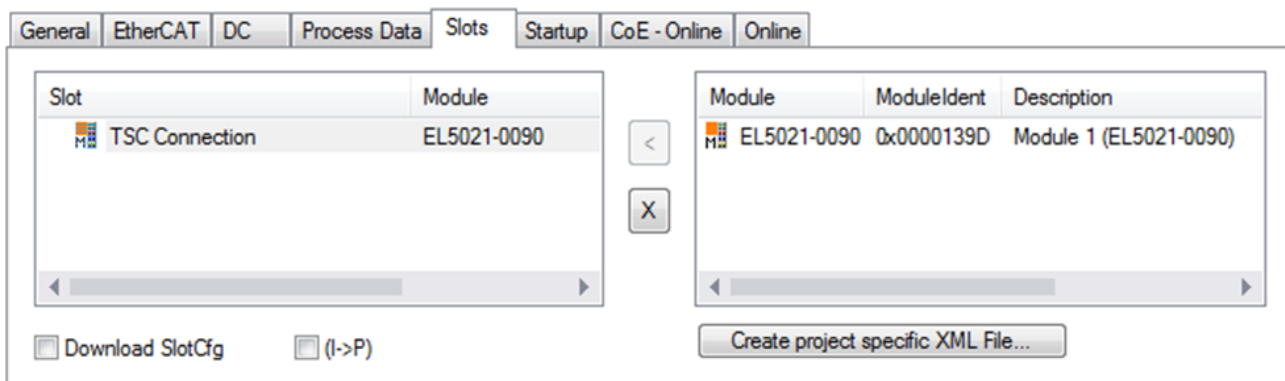 General EtherCAT DC Process Data Slots Startup CoE - Online Online
Slot Module
TSC Connection EL5021-0090
<
X
Module ModuleIdent Description
EL5021-0090 0x0000139D Module 1 (EL5021-0090)
Download SlotCfg (I->P)
Create project specific XML File...